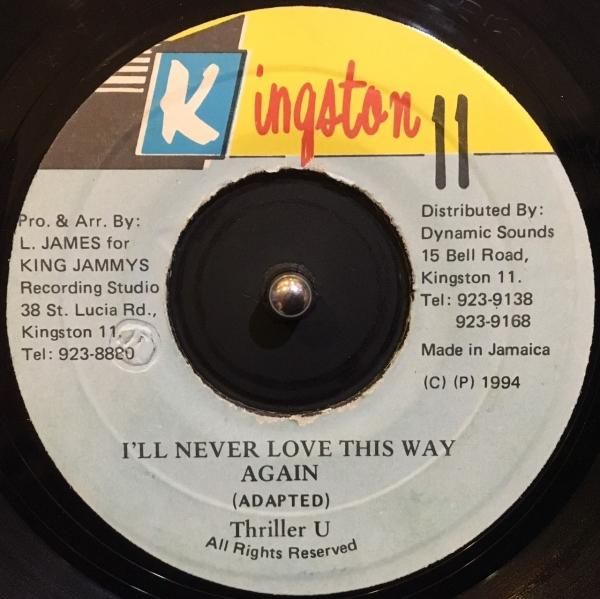 Kingston 11
Pro. & Arr. By:
L. JAMES for
KING JAMMYS
Recording Studio
38 St. Lucia Rd.,
Kingston 11.
Tel: 923-8880
Distributed By:
Dynamic Sounds
15 Bell Road,
Kingston 11.
Tel: 923-9138
923-9168
Made in Jamaica
(C) (P) 1994
I'LL NEVER LOVE THIS WAY
AGAIN
(ADAPTED)
Thriller U
All Rights Reserved